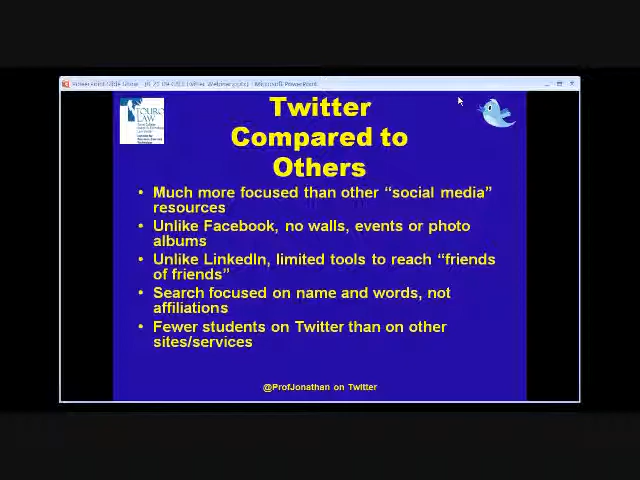 Twitter
Compared to
Others
TOURO
LAW
• Much more focused than other “social media”
resources
• Unlike Facebook, no walls, events or photo
albums
• Unlike LinkedIn, limited tools to reach “friends
of friends”
• Search focused on name and words, not
affiliations
• Fewer students on Twitter than on other
sites/services
@ProfJonathan on Twitter